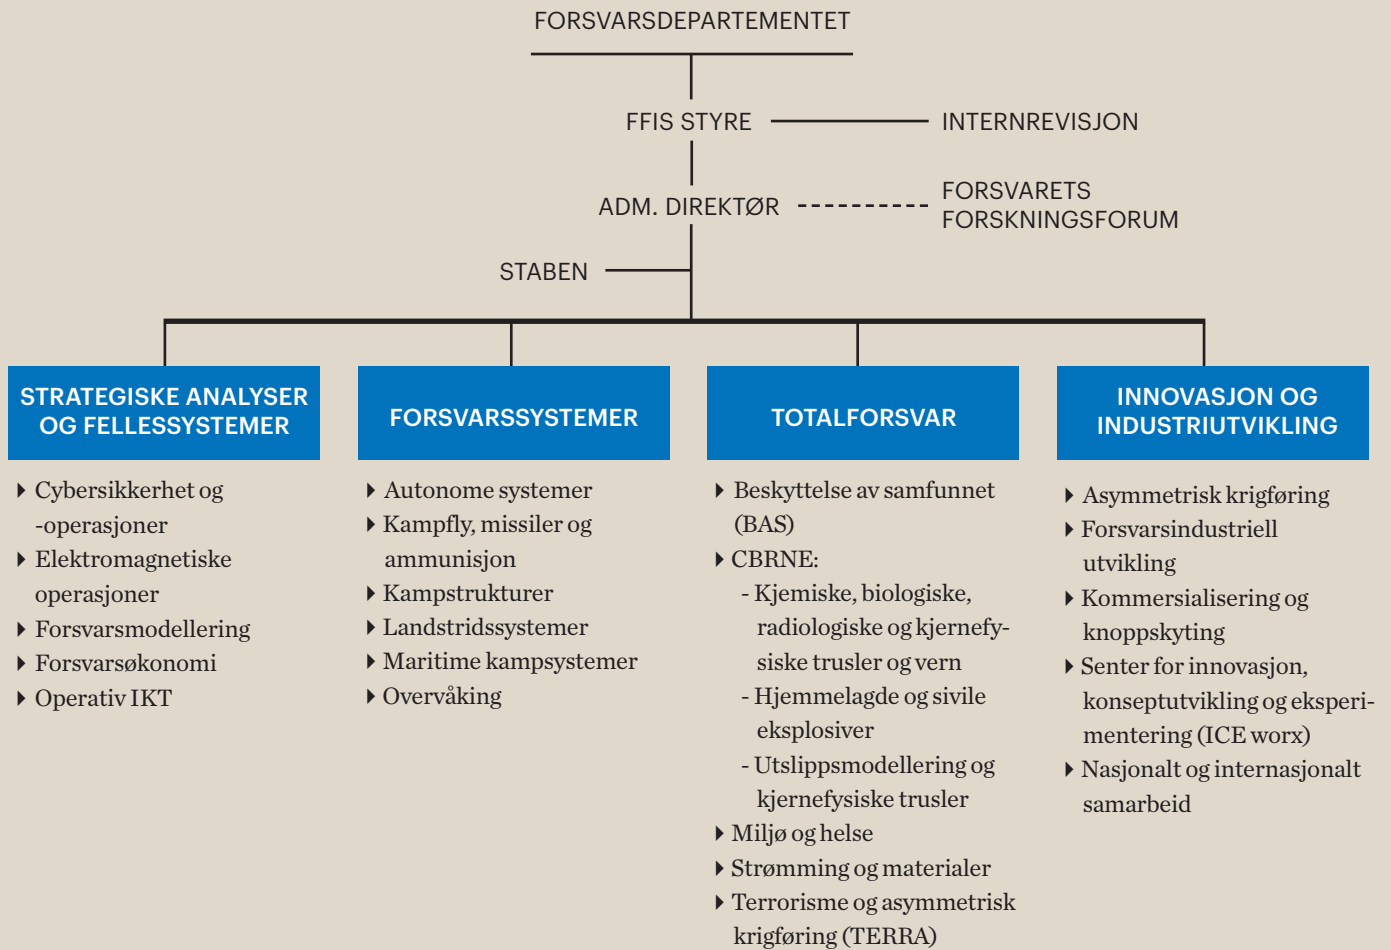 FORSVARSDEPARTEMENTET
FFIS STYRE
INTERNREVISJON
ADM. DIREKTØR
FORSVARETS
FORSKNINGSFORUM
STABEN
STRATEGISKE ANALYSER
OG FELLESSYSTEMER
Cybersikkerhet og
-operasjoner
Elektromagnetiske
operasjoner
Forsvarsmodellering
Forsvarsøkonomi
Operativ IKT
FORSVARSSYSTEMER
Autonome systemer
Kampfly, missiler og
ammunisjon
Kampstrukturer
Landstridssystemer
Maritime kampsystemer
Overvåking
TOTALFORSVAR
Beskyttelse av samfunnet
(BAS)
CBRNE:
- Kjemiske, biologiske,
radiologiske og kjernefy-
siske trusler og vern
- Hjemmelagde og sivile
eksplosiver
- Utslippsmodellering og
kjernefysiske trusler
Miljø og helse
Strømming og materialer
Terrorisme og asymmetrisk
krigføring (TERRA)
INNOVASJON OG
INDUSTRIUTVIKLING
Asymmetrisk krigføring
Forsvarsindustriell
utvikling
Kommersialisering og
knoppskyting
Senter for innovasjon,
konseptutvikling og eksperi-
mentering (ICE worx)
Nasjonalt og internasjonalt
samarbeid